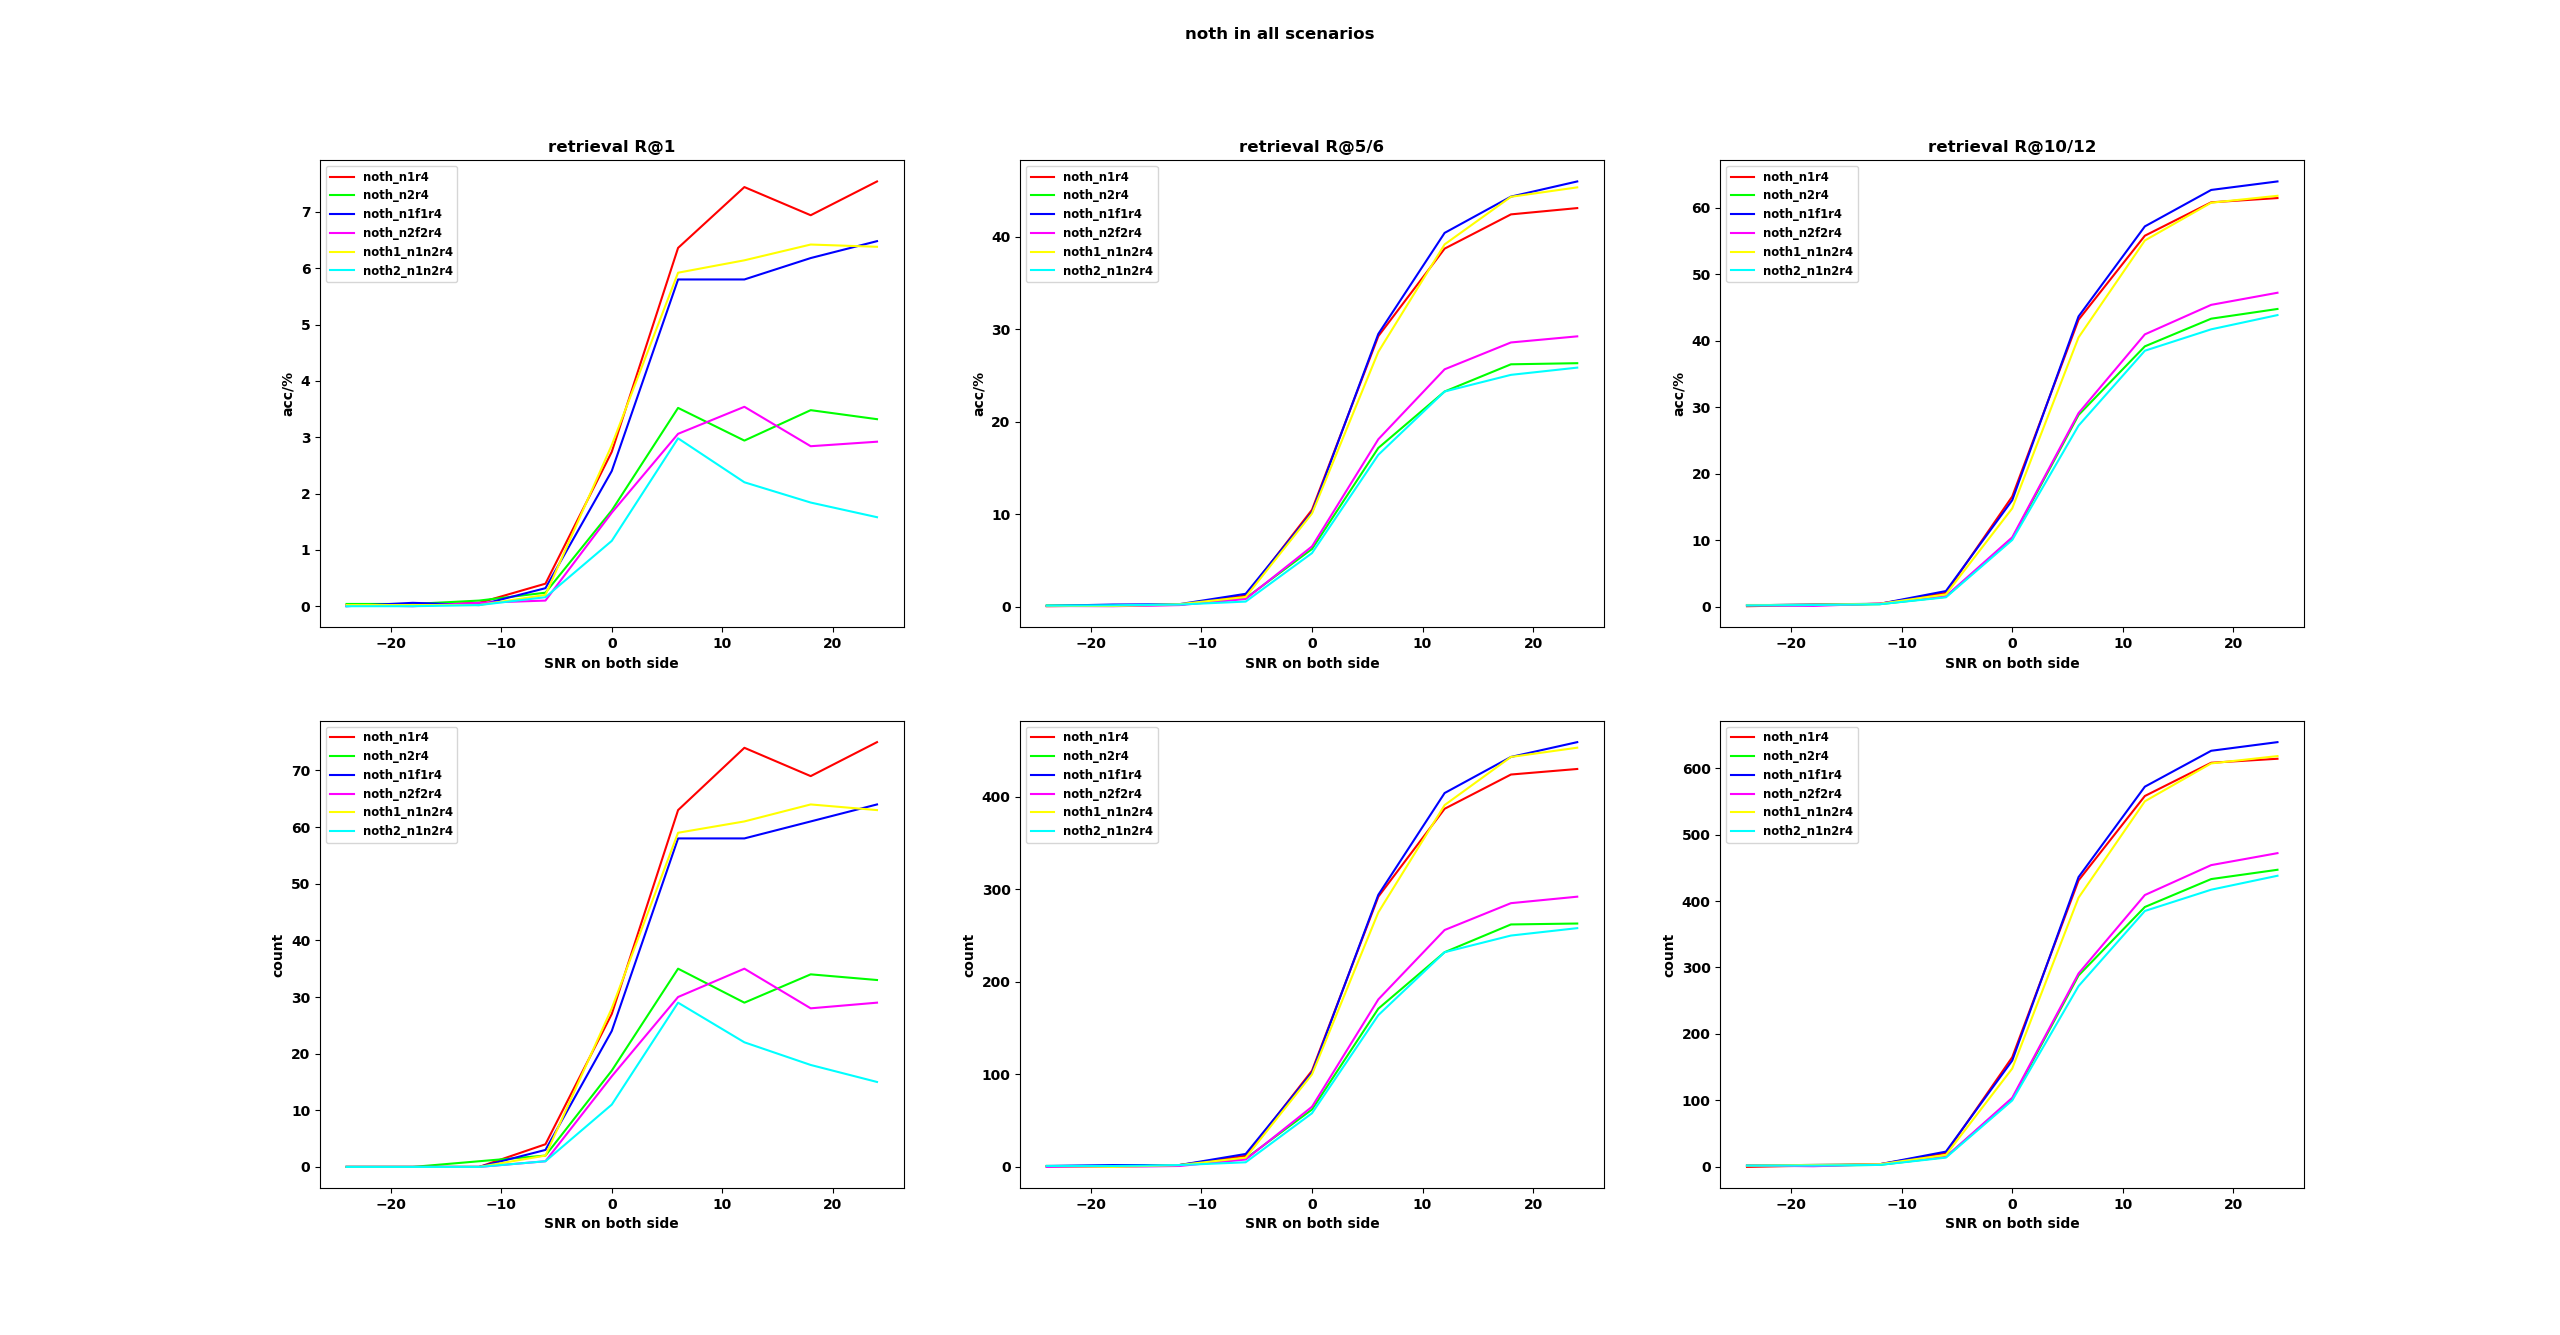 noth in all scenarios
retrieval R@1
noth_n1r4
noth_n2r4
noth_n1f1r4
noth_n2f2r4
noth1_n1n2r4
noth2_n1n2r4
acc/%
7
6
5
4
3
2
1
0
−20 −10 0 10 20
SNR on both side
retrieval R@5/6
noth_n1r4
noth_n2r4
noth_n1f1r4
noth_n2f2r4
noth1_n1n2r4
noth2_n1n2r4
acc/%
40
30
20
10
0
−20 −10 0 10 20
SNR on both side
retrieval R@10/12
noth_n1r4
noth_n2r4
noth_n1f1r4
noth_n2f2r4
noth1_n1n2r4
noth2_n1n2r4
acc/%
60
50
40
30
20
10
0
−20 −10 0 10 20
SNR on both side
noth_n1r4
noth_n2r4
noth_n1f1r4
noth_n2f2r4
noth1_n1n2r4
noth2_n1n2r4
count
70
60
50
40
30
20
10
0
−20 −10 0 10 20
SNR on both side
noth_n1r4
noth_n2r4
noth_n1f1r4
noth_n2f2r4
noth1_n1n2r4
noth2_n1n2r4
count
400
300
200
100
0
−20 −10 0 10 20
SNR on both side
noth_n1r4
noth_n2r4
noth_n1f1r4
noth_n2f2r4
noth1_n1n2r4
noth2_n1n2r4
count
600
500
400
300
200
100
0
−20 −10 0 10 20
SNR on both side